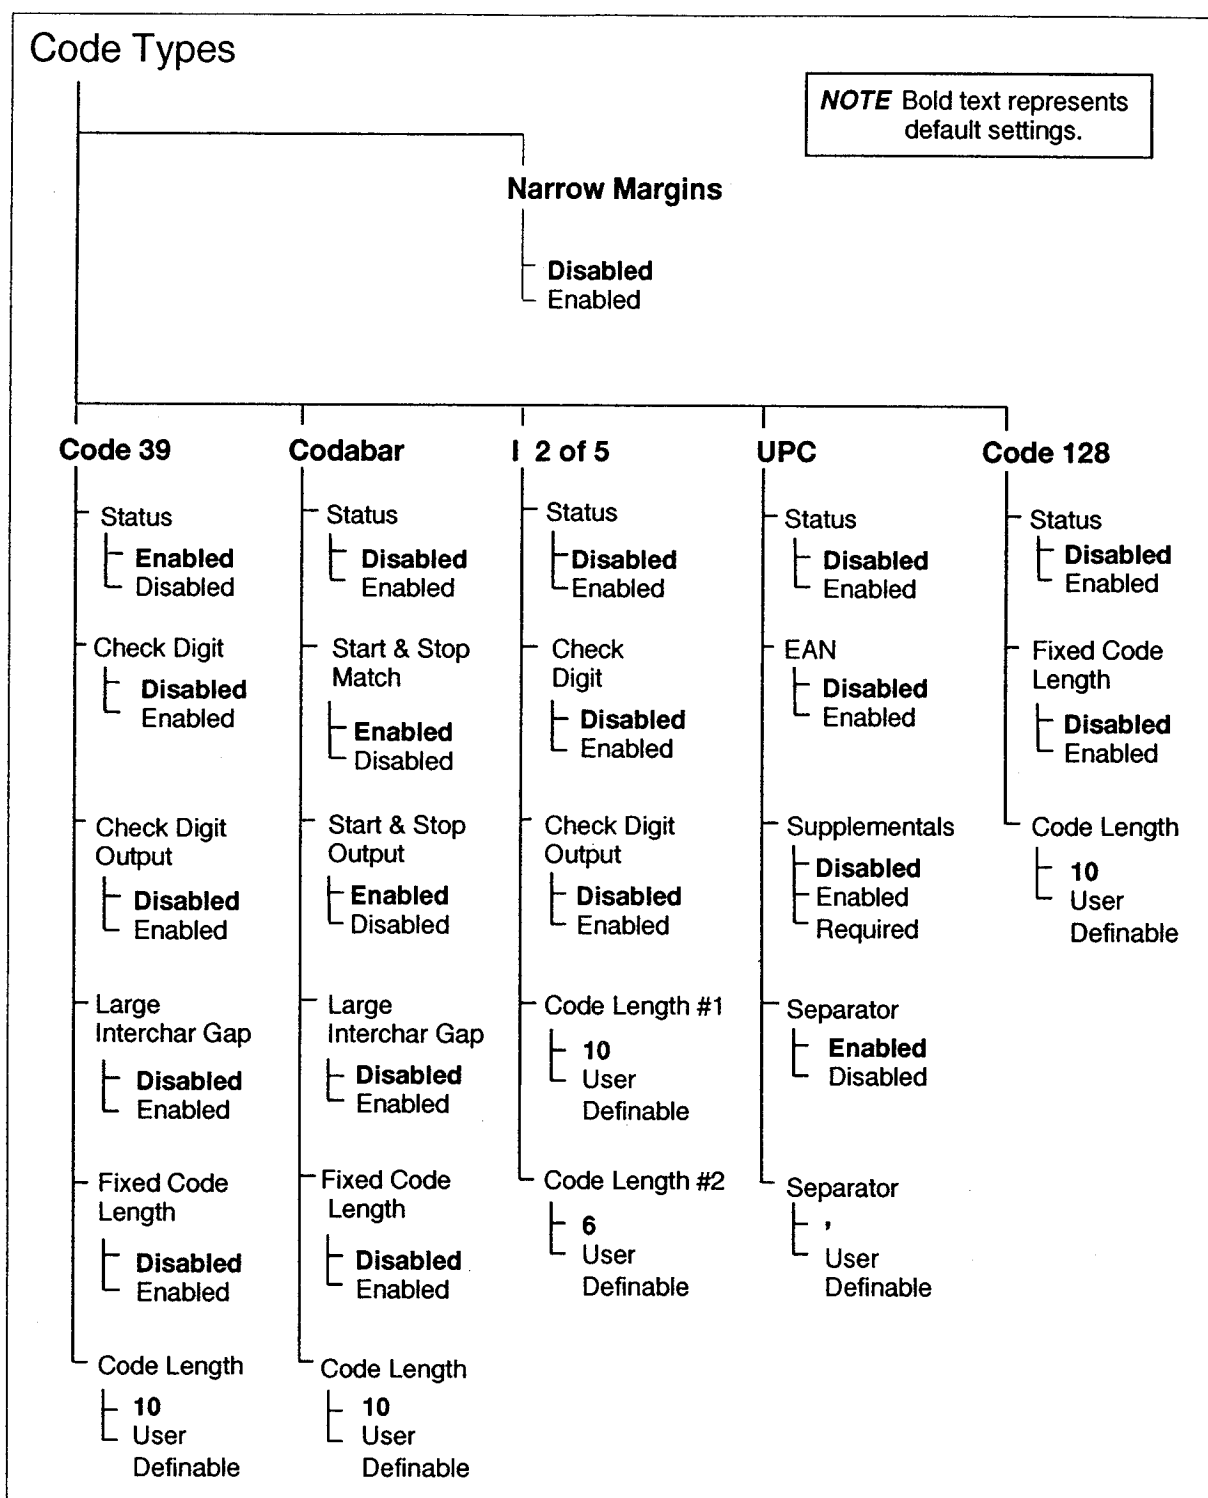 Code Types
NOTE Bold text represents
default settings.
Narrow Margins
Disabled
Enabled
Code 39
Status
Enabled
Disabled
Check Digit
Disabled
Enabled
Check Digit
Output
Disabled
Enabled
Large
Interchar Gap
Disabled
Enabled
Fixed Code
Length
Disabled
Enabled
Code Length
10
User
Definable
Codabar
Status
Disabled
Enabled
Start & Stop
Match
Enabled
Disabled
Start & Stop
Output
Enabled
Disabled
Large
Interchar Gap
Disabled
Enabled
Fixed Code
Length
Disabled
Enabled
Code Length
10
User
Definable
I 2 of 5
Status
Disabled
Enabled
Check
Digit
Disabled
Enabled
Check Digit
Output
Disabled
Enabled
Code Length #1
10
User
Definable
Code Length #2
6
User
Definable
UPC
Status
Disabled
Enabled
EAN
Disabled
Enabled
Supplementals
Disabled
Enabled
Required
Separator
Enabled
Disabled
Separator
,
User
Definable
Code 128
Status
Disabled
Enabled
Fixed Code
Length
Disabled
Enabled
Code Length
10
User
Definable